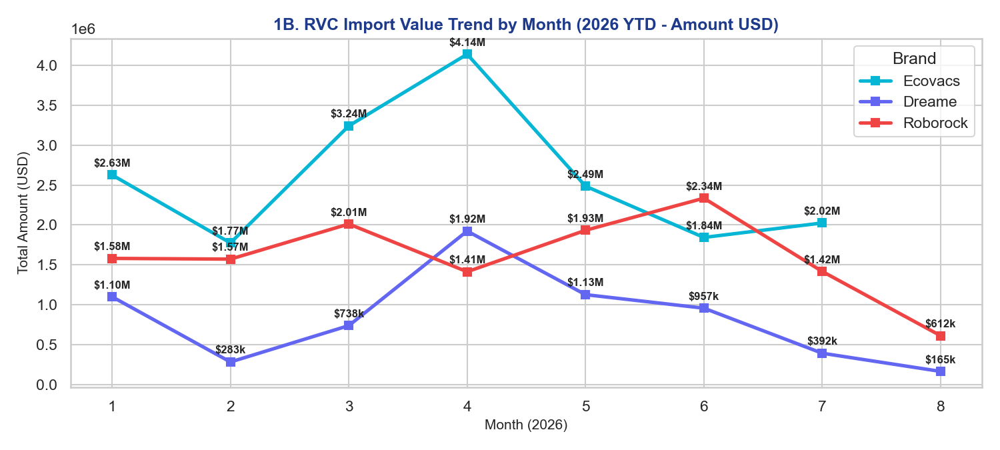 1B. RVC Import Value Trend by Month (2026 YTD - Amount USD)
1e6
$4.14M
4.0
3.5
3.0
2.5
2.0
1.5
1.0
0.5
0.0
Total Amount (USD)
Brand
Ecovacs
Dreame
Roborock
$2.63M
$1.77M
$3.24M
$2.49M
$1.84M
$2.02M
$1.10M
$283k
$738k
$1.92M
$1.13M
$957k
$392k
$165k
$1.58M
$1.57M
$2.01M
$1.41M
$1.93M
$2.34M
$1.42M
$612k
1 2 3 4 5 6 7 8
Month (2026)